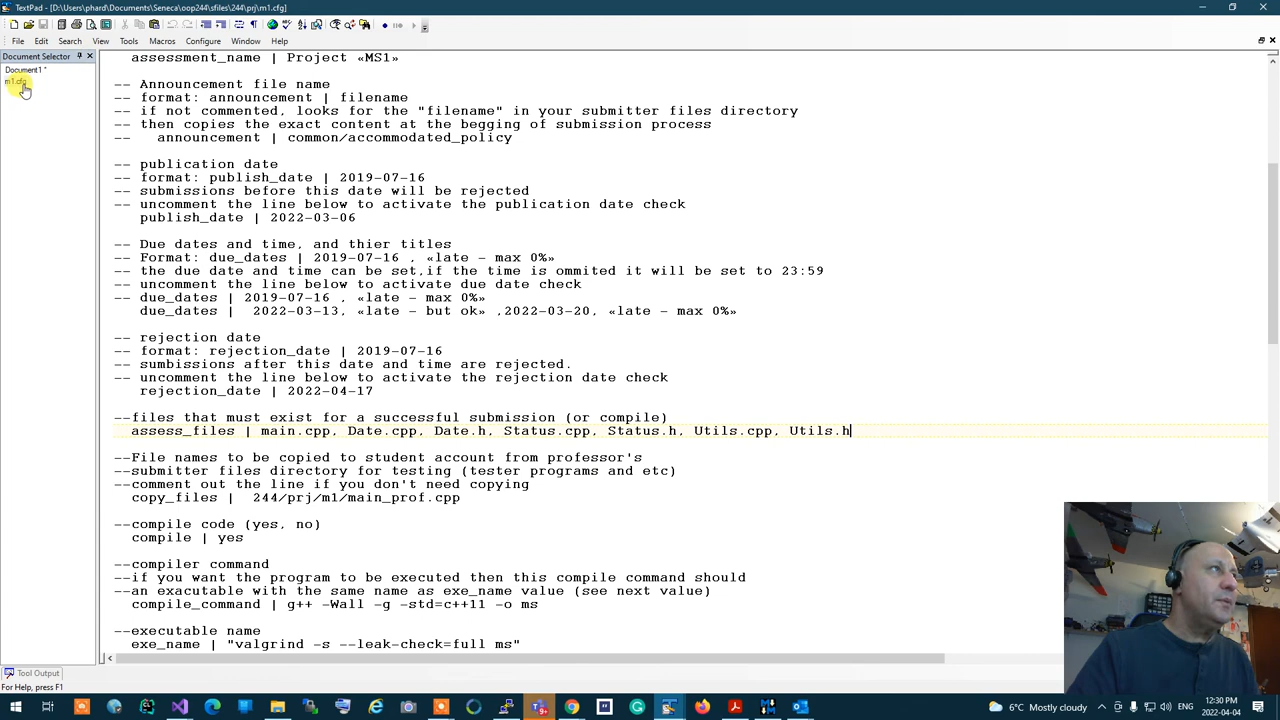 TextPad - [D:\Users\phard\Documents\Seneca\oop244\sfiles\244\prj\m1.cfg]
File Edit Search View Tools Macros Configure Window Help
Document Selector
Document1 *
m1.cfg
assessment_name | Project «MS1»
-- Announcement file name
-- format: announcement | filename
-- if not commented, looks for the "filename" in your submitter files directory
-- then copies the exact content at the begging of submission process
-- announcement | common/accommodated_policy
-- publication date
-- format: publish_date | 2019-07-16
-- submissions before this date will be rejected
-- uncomment the line below to activate the publication date check
publish_date | 2022-03-06
-- Due dates and time, and thier titles
-- Format: due_dates | 2019-07-16 , «late - max 0%»
-- the due date and time can be set,if the time is ommited it will be set to 23:59
-- uncomment the line below to activate due date check
-- due_dates | 2019-07-16 , «late - max 0%»
due_dates | 2022-03-13, «late - but ok» ,2022-03-20, «late - max 0%»
-- rejection date
-- format: rejection_date | 2019-07-16
-- sumbissions after this date and time are rejected.
-- uncomment the line below to activate the rejection date check
rejection_date | 2022-04-17
--files that must exist for a successful submission (or compile)
assess_files | main.cpp, Date.cpp, Date.h, Status.cpp, Status.h, Utils.cpp, Utils.h
--File names to be copied to student account from professor's
--submitter files directory for testing (tester programs and etc)
--comment out the line if you don't need copying
copy_files | 244/prj/m1/main_prof.cpp
--compile code (yes, no)
compile | yes
--compiler command
--if you want the program to be executed then this compile command should
--an exacutable with the same name as exe_name value (see next value)
compile_command | g++ -Wall -g -std=c++11 -o ms
--executable name
exe_name | "valgrind -s --leak-check=full ms"
Tool Output
For Help, press F1
6°C Mostly cloudy
12:30 PM
2022-04-04